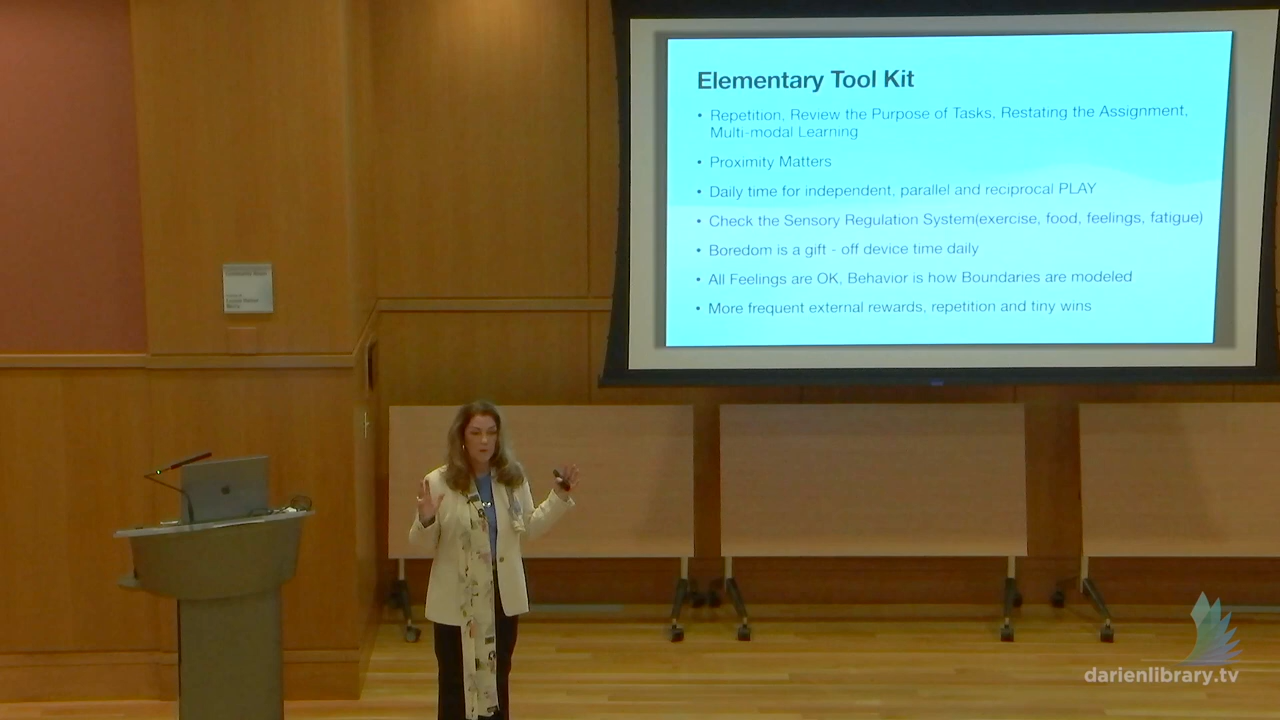 Elementary Tool Kit
• Repetition, Review the Purpose of Tasks, Restating the Assignment,
Multi-modal Learning
• Proximity Matters
• Daily time for independent, parallel and reciprocal PLAY
• Check the Sensory Regulation System(exercise, food, feelings, fatigue)
• Boredom is a gift - off device time daily
• All Feelings are OK, Behavior is how Boundaries are modeled
• More frequent external rewards, repetition and tiny wins
darienlibrary.tv